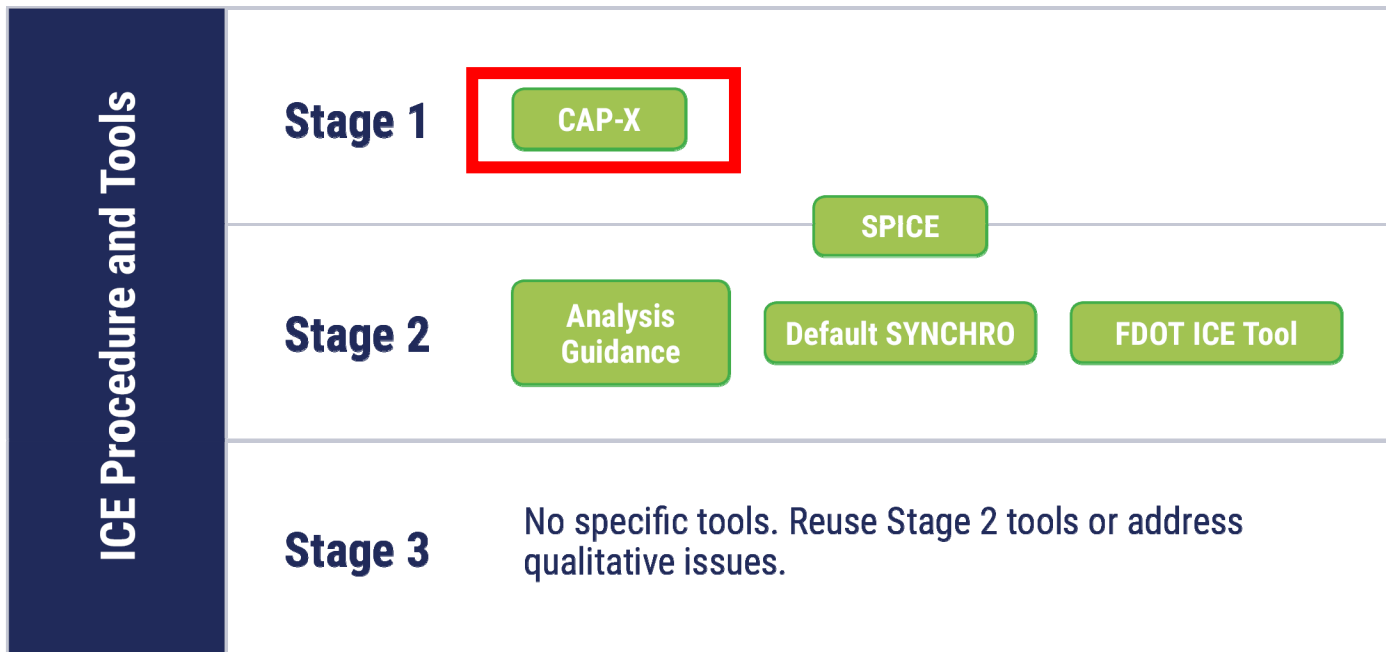 ICE Procedure and Tools
Stage 1
CAP-X
SPICE
Stage 2
Analysis
Guidance
Default SYNCHRO
FDOT ICE Tool
Stage 3
No specific tools. Reuse Stage 2 tools or address
qualitative issues.